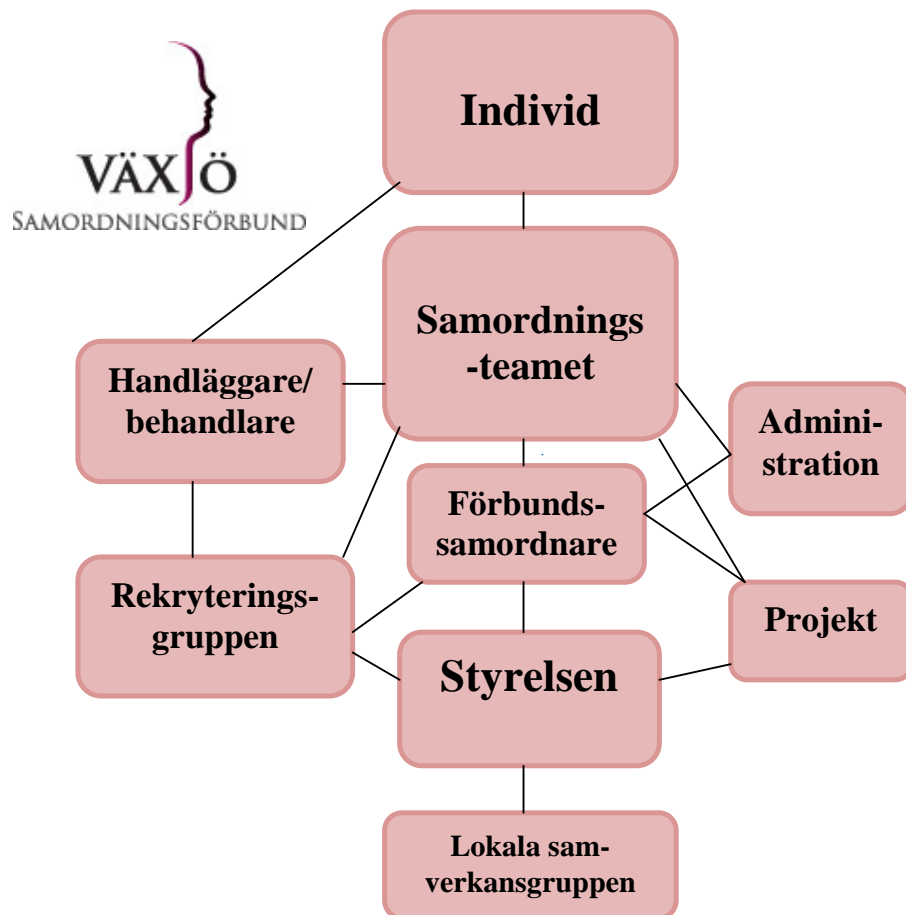 VÄXJÖ
SAMORDNINGSFÖRBUND
Individ
Samordnings
-teamet
Handläggare/
behandlare
Admini-
stration
Förbunds-
samordnare
Rekryterings-
gruppen
Projekt
Styrelsen
Lokala sam-
verkansgruppen